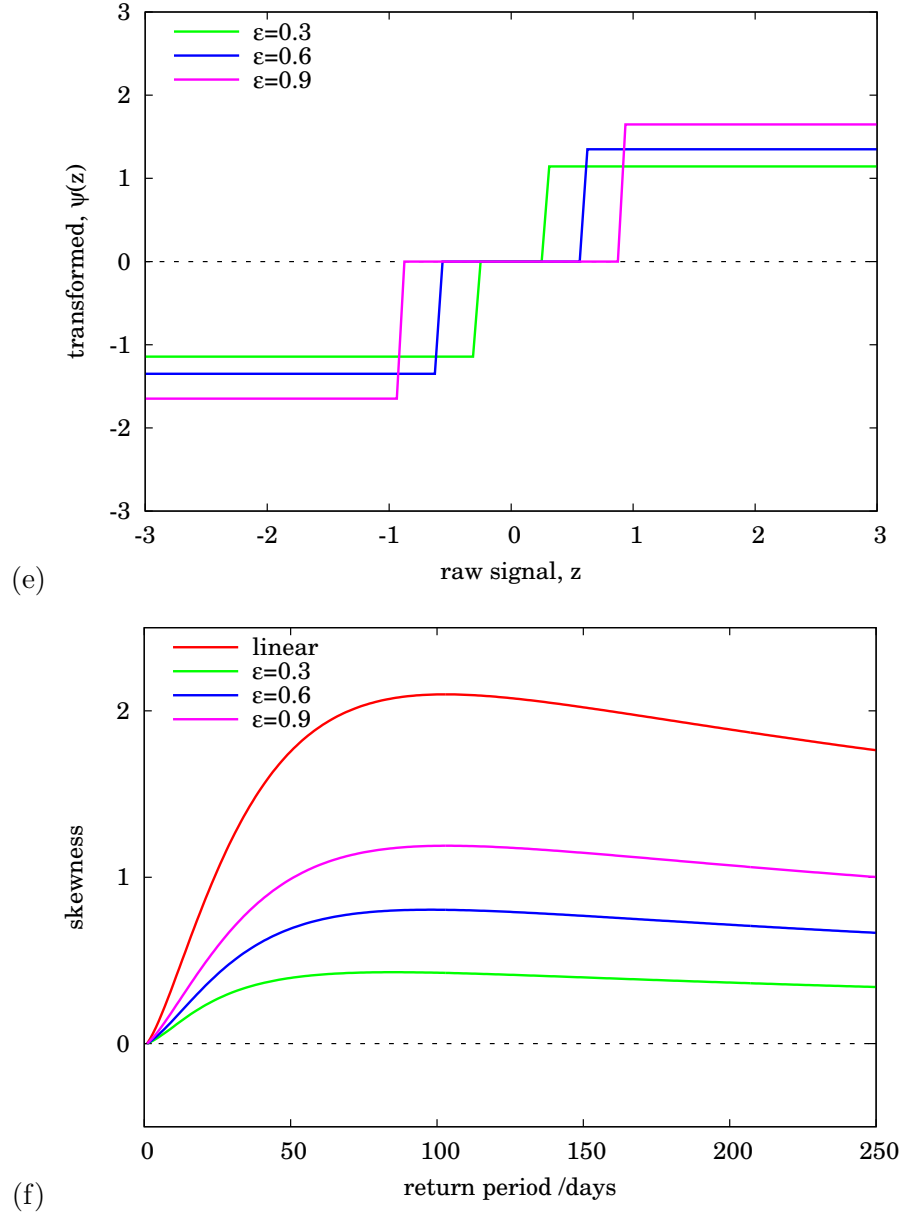 3
2
1
0
-1
-2
-3
ε=0.3
ε=0.6
ε=0.9
transformed, ψ(z)
-3 -2 -1 0 1 2 3
raw signal, z
(e)
2
1
0
linear
ε=0.3
ε=0.6
ε=0.9
skewness
0 50 100 150 200 250
return period /days
(f)